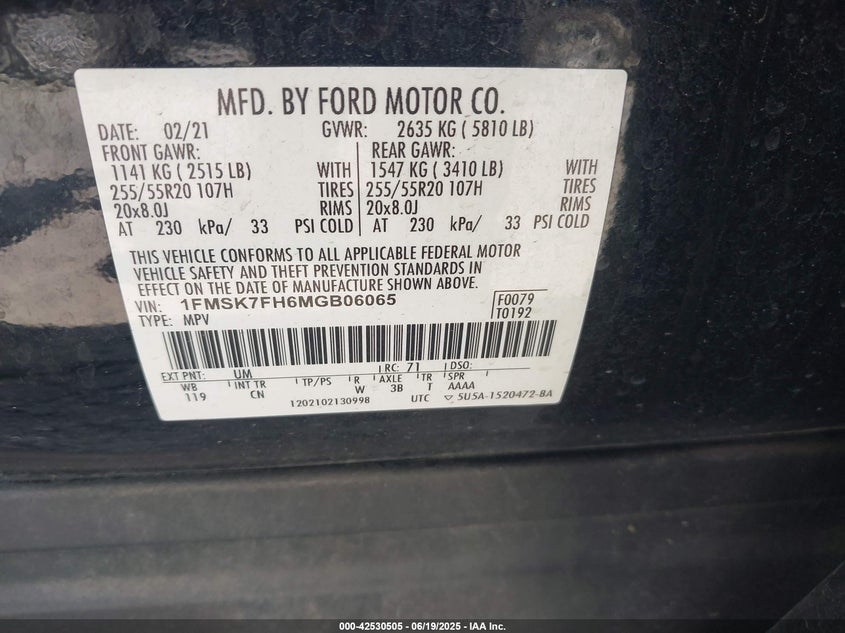 MFD. BY FORD MOTOR CO.
DATE: 02/21 GVWR: 2635 KG ( 5810 LB)
FRONT GAWR: REAR GAWR:
1141 KG ( 2515 LB) WITH 1547 KG ( 3410 LB) WITH
255/55R20 107H TIRES 255/55R20 107H TIRES
20x8.0J RIMS 20x8.0J RIMS
AT 230 kPa/ 33 PSI COLD AT 230 kPa/ 33 PSI COLD
THIS VEHICLE CONFORMS TO ALL APPLICABLE FEDERAL MOTOR
VEHICLE SAFETY AND THEFT PREVENTION STANDARDS IN
EFFECT ON THE DATE OF MANUFACTURE SHOWN ABOVE.
VIN: 1FMSK7FH6MGB06065 F0079
TYPE: MPV T0192
EXT PNT: UM RC: 71 DSO:
WB INT TR TP/PS R AXLE TR SPR
119 CN W 3B T AAAA
1202102130998 UTC ▽ 5U5A-1520472-BA
000-42530505 - 06/19/2025 - IAA Inc.